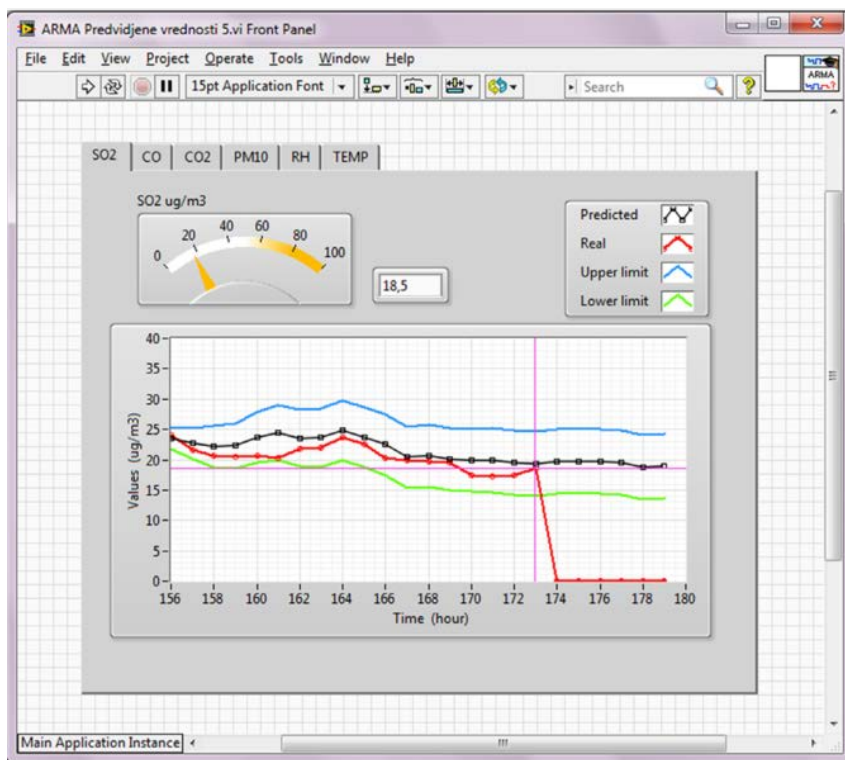 ARMA Predvidjene vrednosti 5.vi Front Panel
File Edit View Project Operate Tools Window Help
15pt Application Font
Search
ARMA
SO2 CO CO2 PM10 RH TEMP
SO2 ug/m3
0 20 40 60 80 100
18,5
Predicted
Real
Upper limit
Lower limit
40
35
30
25
20
15
10
5
0
Values (ug/m3)
156 158 160 162 164 166 168 170 172 174 176 178 180
Time (hour)
Main Application Instance